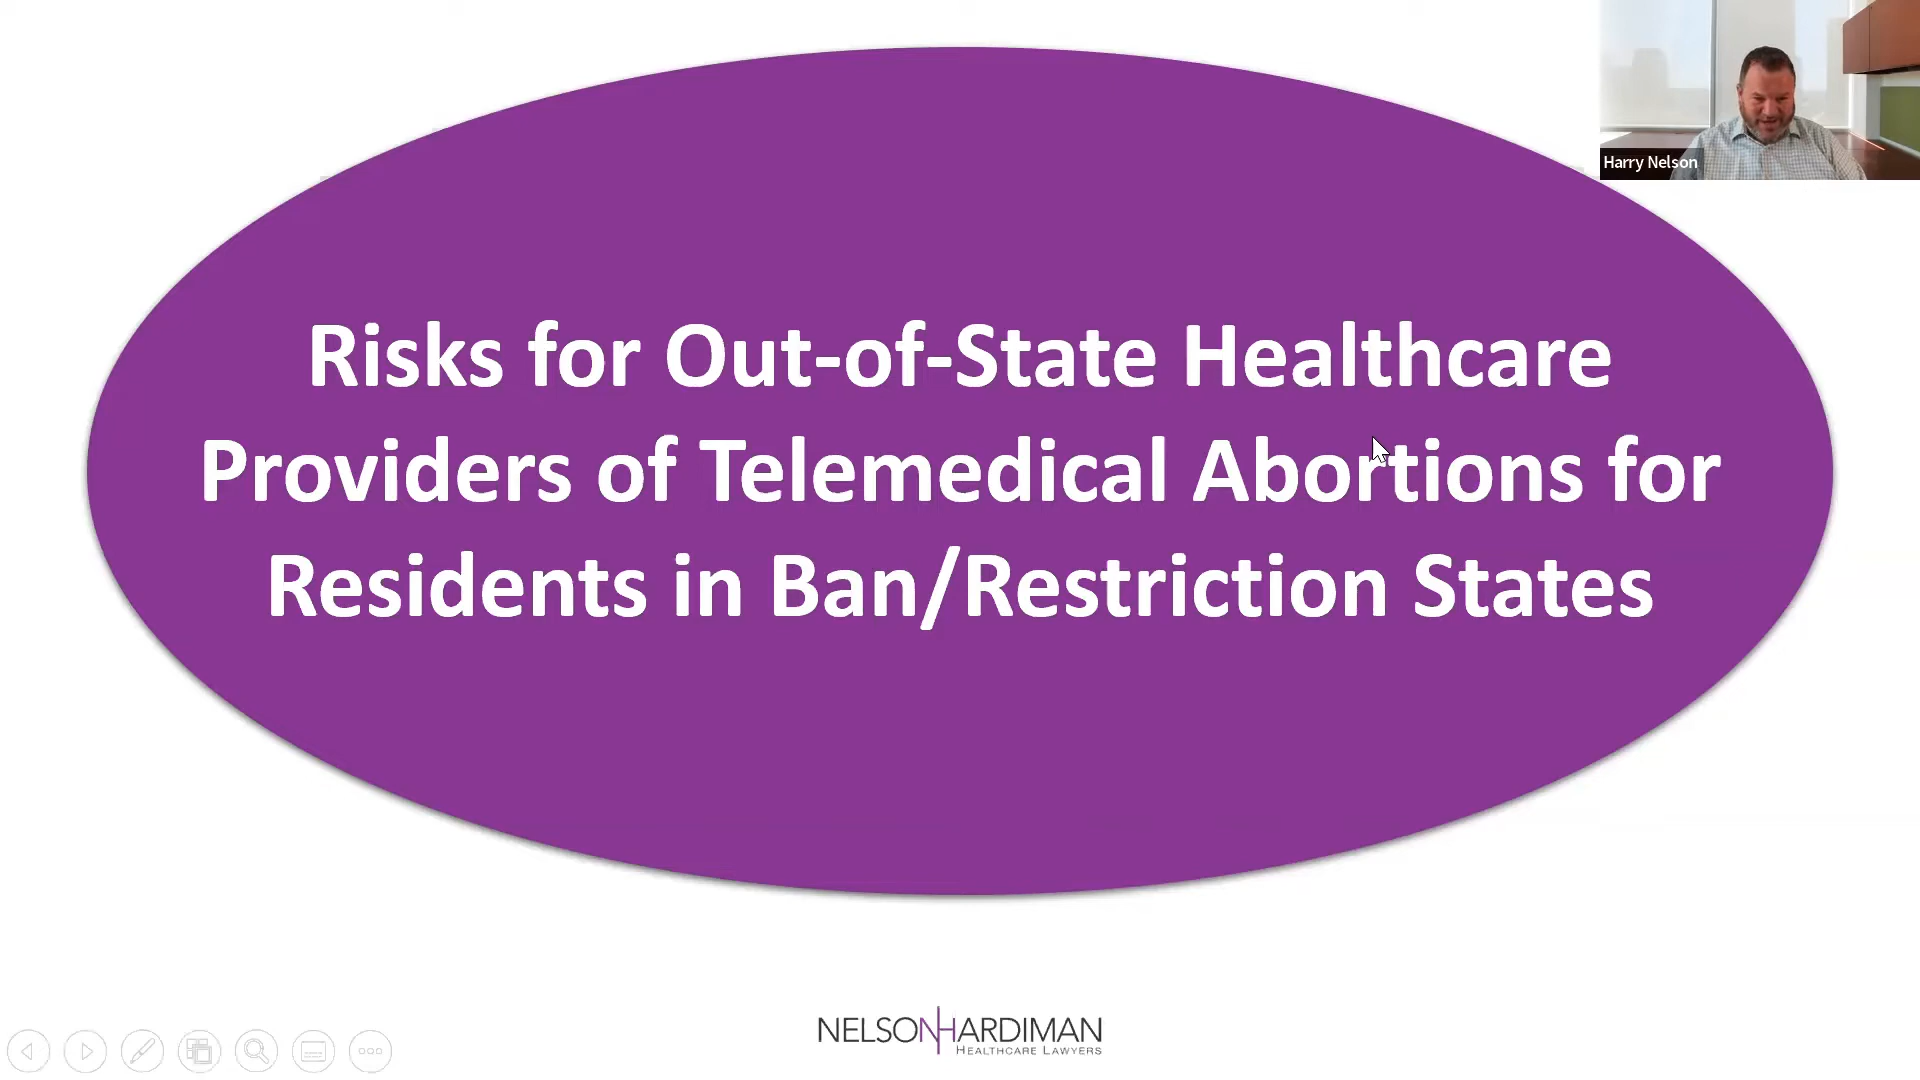 Harry Nelson
Risks for Out-of-State Healthcare
Providers of Telemedical Abortions for
Residents in Ban/Restriction States
NELSON HARDIMAN
HEALTHCARE LAWYERS